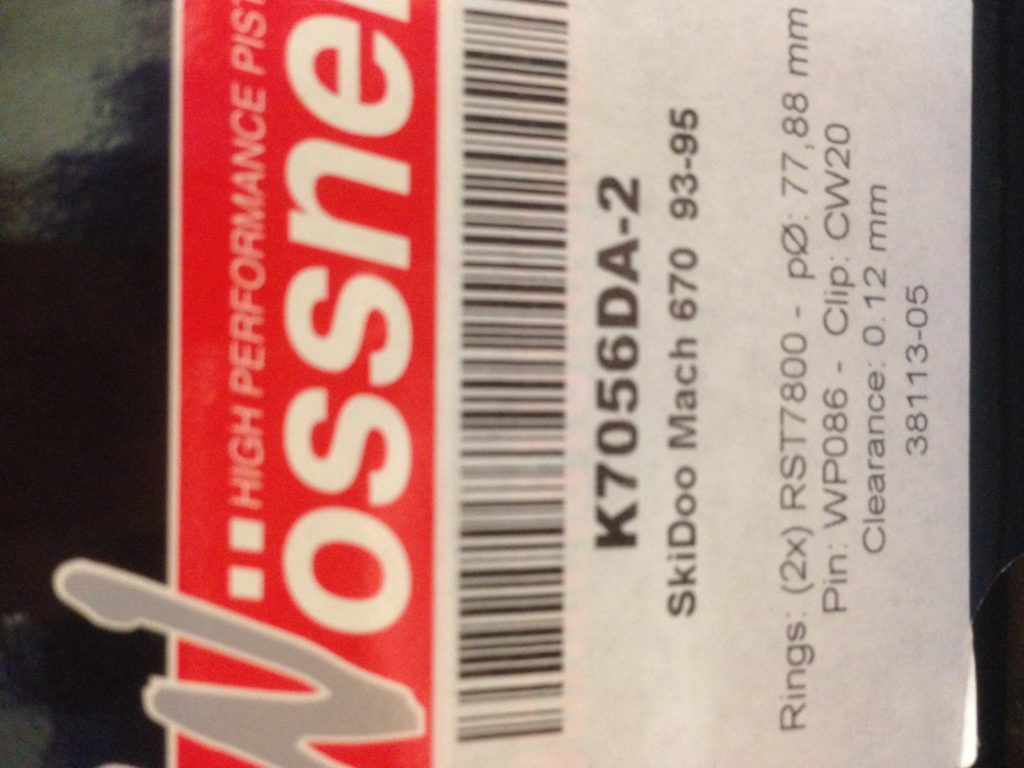 HIGH PERFORMANCE PIST
Wössne
K7056DA-2
SkiDoo Mach 670 93-95
Rings: (2x) RST7800 - pØ: 77,88 mm
Pin: WP086 - Clip: CW20
Clearance: 0.12 mm
38113-05